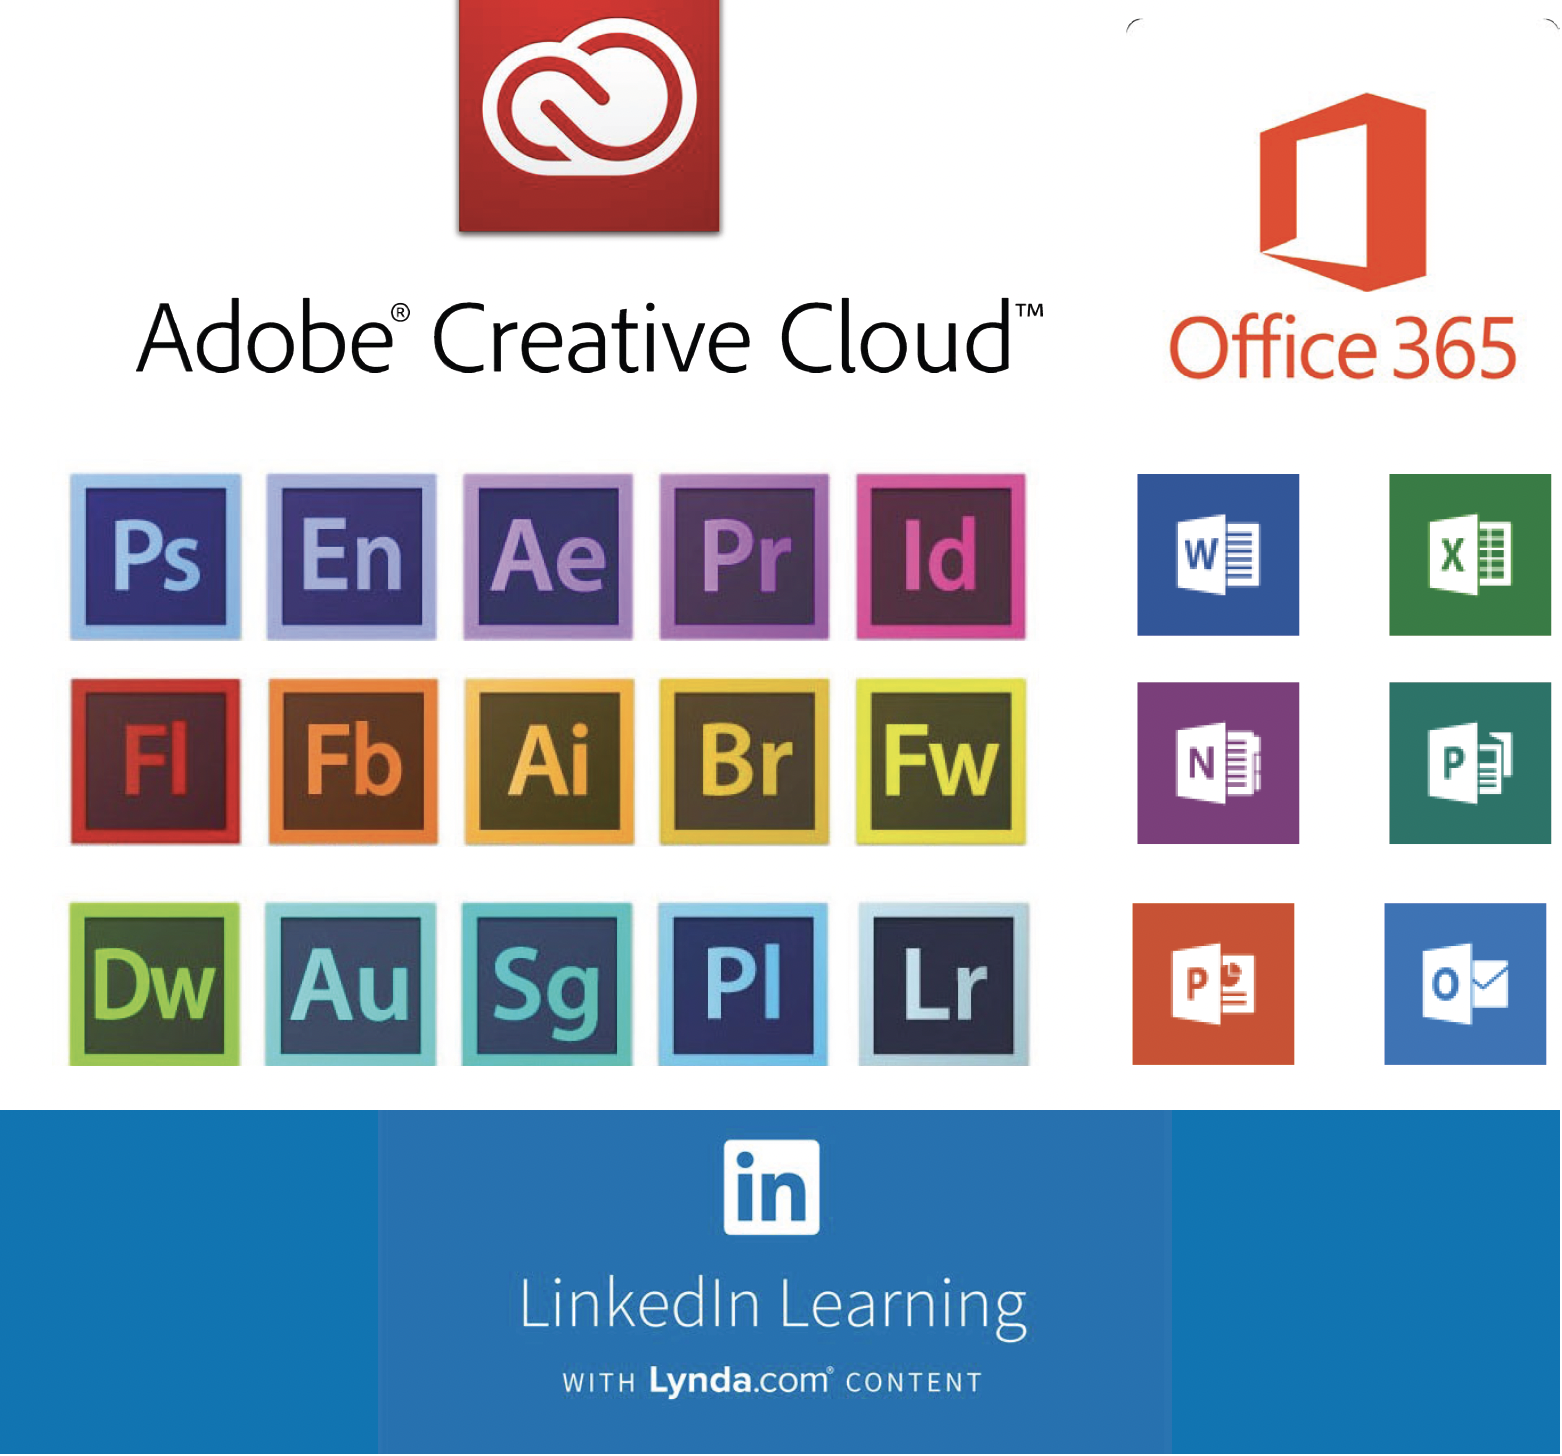 Adobe® Creative Cloud™
Office 365
Ps En Ae Pr Id
W X
Fl Fb Ai Br Fw
N P
Dw Au Sg Pl Lr
P O
in
LinkedIn Learning
WITH Lynda.com® CONTENT